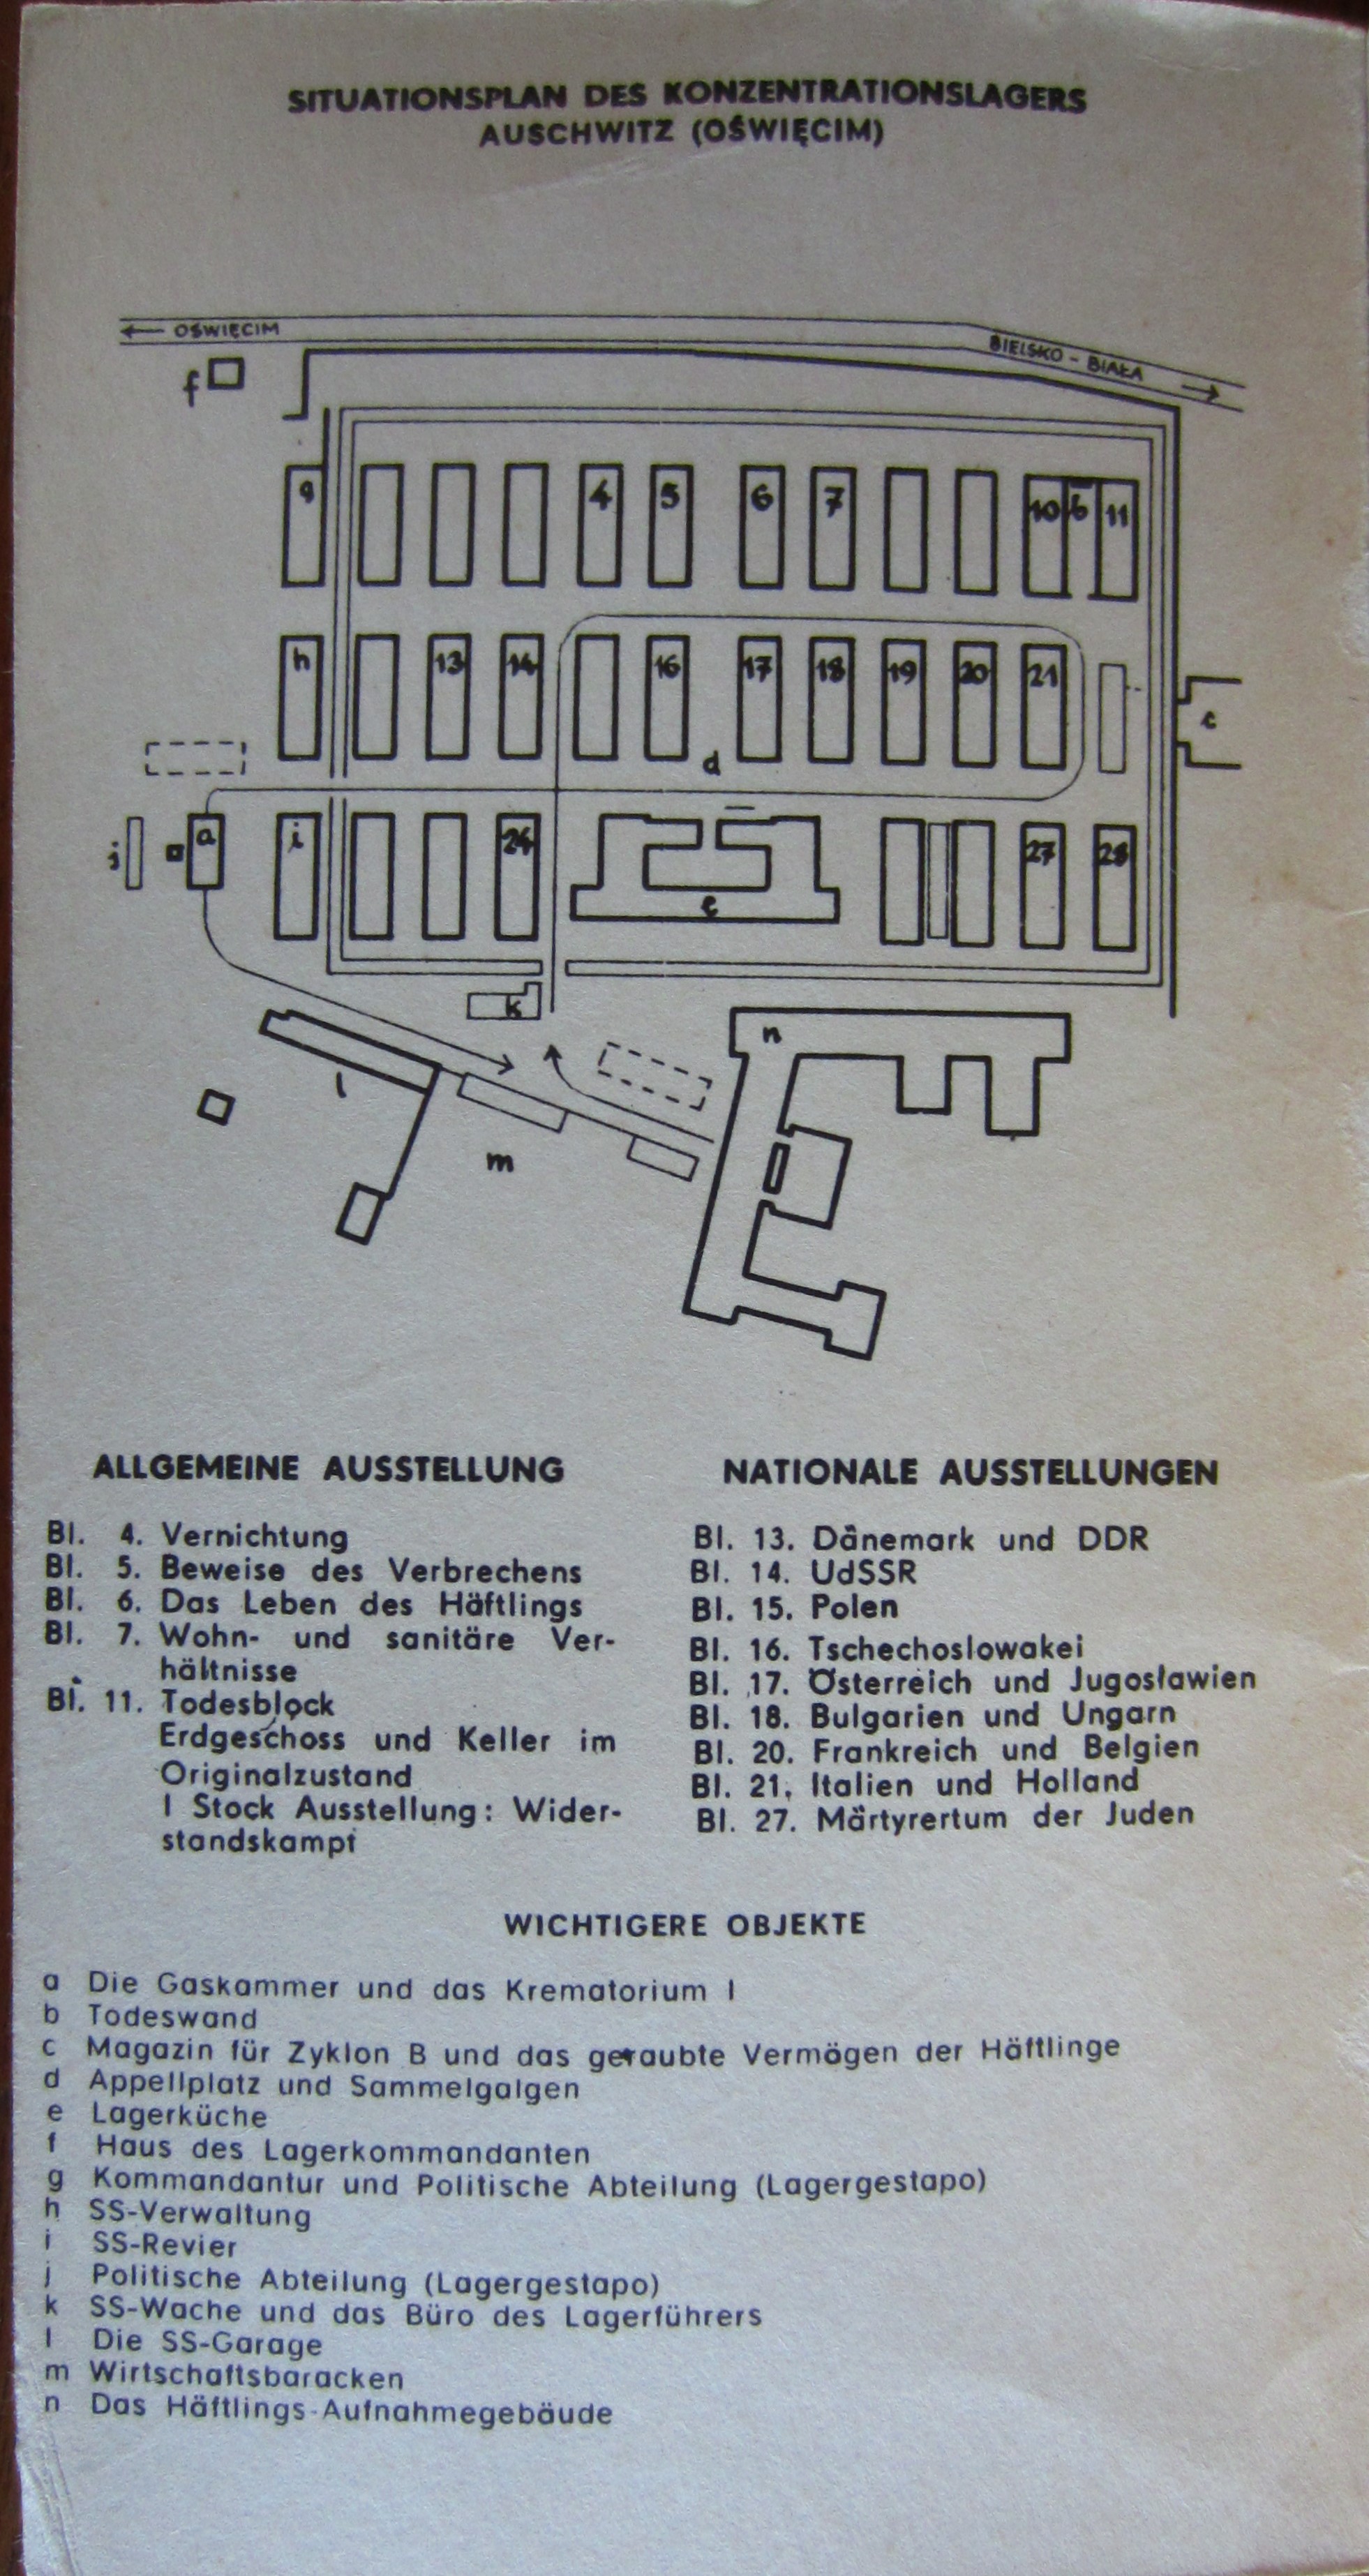 SITUATIONSPLAN DES KONZENTRATIONSLAGERS
AUSCHWITZ (OŚWIĘCIM)
← OŚWIĘCIM
BIELSKO - BIAŁA →
f
g 4 5 6 7 10 b 11
h 13 14 16 17 18 19 20 21
c
d
j a i 24 e 27 28
k
n
l
m
ALLGEMEINE AUSSTELLUNG
Bl. 4. Vernichtung
Bl. 5. Beweise des Verbrechens
Bl. 6. Das Leben des Häftlings
Bl. 7. Wohn- und sanitäre Ver-
hältnisse
Bl. 11. Todesblock
Erdgeschoss und Keller im
Originalzustand
I Stock Ausstellung: Wider-
standskampf
NATIONALE AUSSTELLUNGEN
Bl. 13. Dänemark und DDR
Bl. 14. UdSSR
Bl. 15. Polen
Bl. 16. Tschechoslowakei
Bl. 17. Österreich und Jugosławien
Bl. 18. Bulgarien und Ungarn
Bl. 20. Frankreich und Belgien
Bl. 21. Italien und Holland
Bl. 27. Märtyrertum der Juden
WICHTIGERE OBJEKTE
a Die Gaskammer und das Krematorium I
b Todeswand
c Magazin für Zyklon B und das geraubte Vermögen der Häftlinge
d Appellplatz und Sammelgalgen
e Lagerküche
f Haus des Lagerkommandanten
g Kommandantur und Politische Abteilung (Lagergestapo)
h SS-Verwaltung
i SS-Revier
j Politische Abteilung (Lagergestapo)
k SS-Wache und das Büro des Lagerführers
l Die SS-Garage
m Wirtschaftsbaracken
n Das Häftlings-Aufnahmegebäude